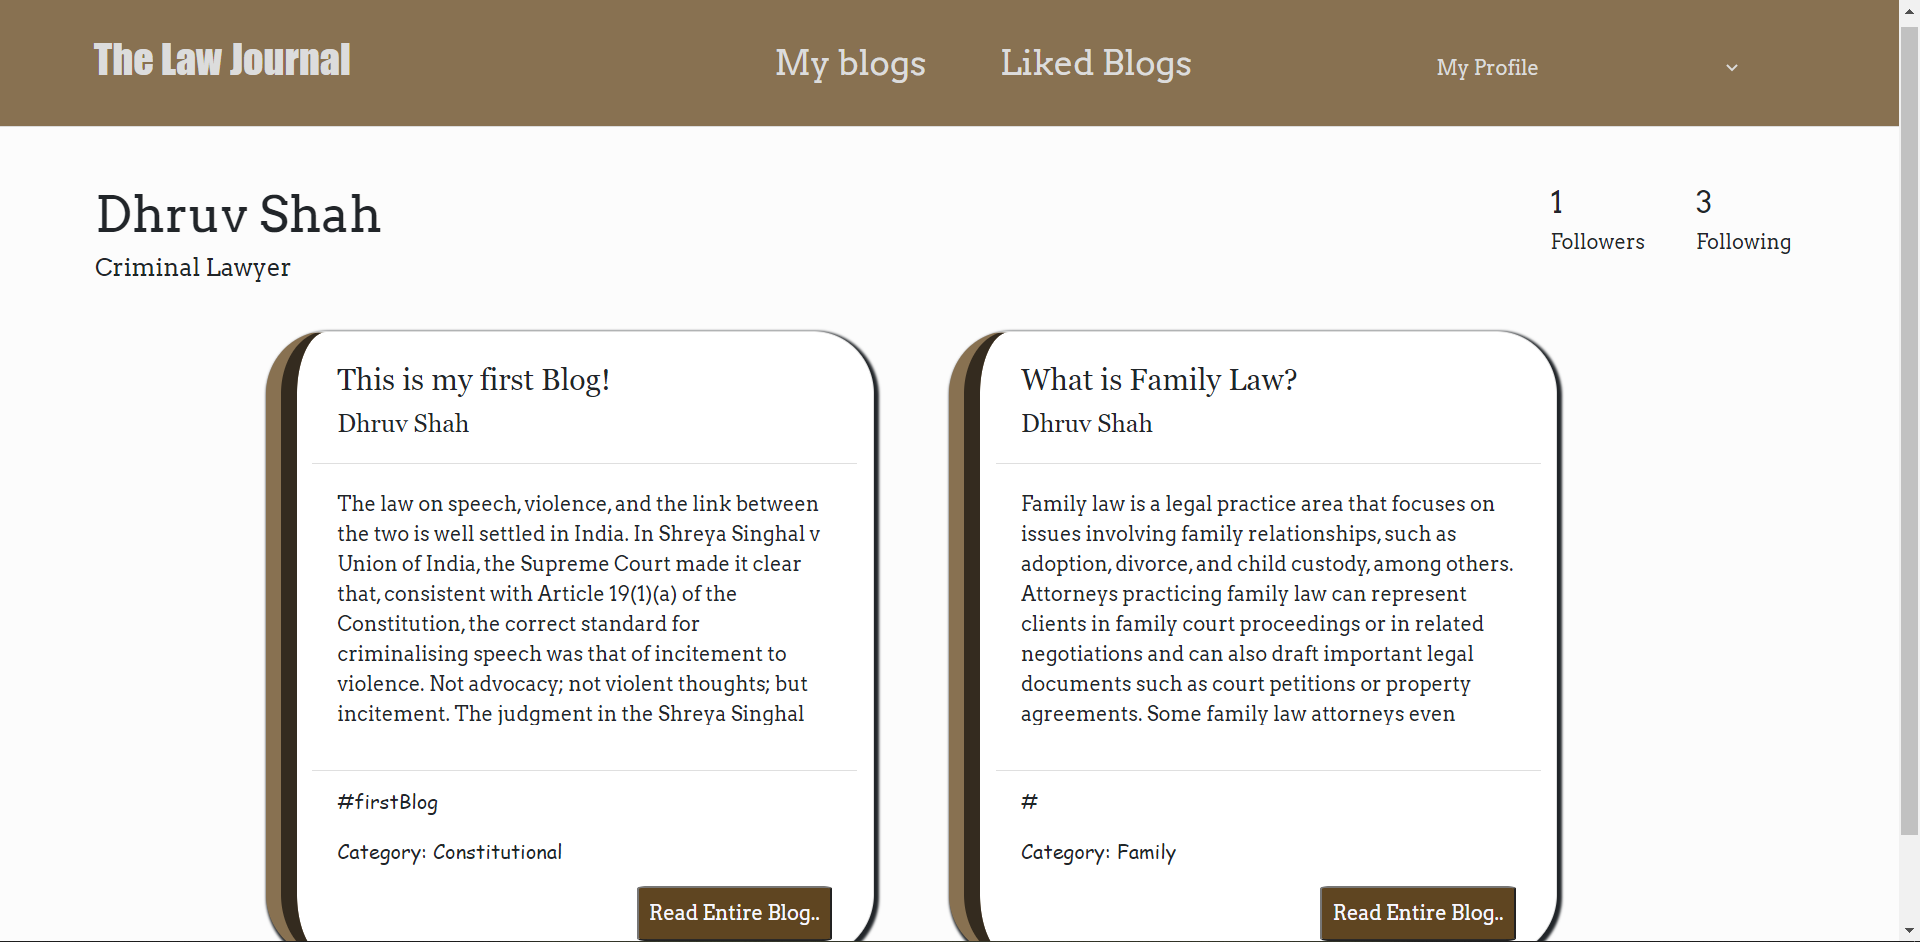 The Law Journal
My blogs
Liked Blogs
My Profile
Dhruv Shah
Criminal Lawyer
1
Followers
3
Following
This is my first Blog!
Dhruv Shah
The law on speech, violence, and the link between
the two is well settled in India. In Shreya Singhal v
Union of India, the Supreme Court made it clear
that, consistent with Article 19(1)(a) of the
Constitution, the correct standard for
criminalising speech was that of incitement to
violence. Not advocacy; not violent thoughts; but
incitement. The judgment in the Shreya Singhal
#firstBlog
Category: Constitutional
Read Entire Blog..
What is Family Law?
Dhruv Shah
Family law is a legal practice area that focuses on
issues involving family relationships, such as
adoption, divorce, and child custody, among others.
Attorneys practicing family law can represent
clients in family court proceedings or in related
negotiations and can also draft important legal
documents such as court petitions or property
agreements. Some family law attorneys even
#
Category: Family
Read Entire Blog..